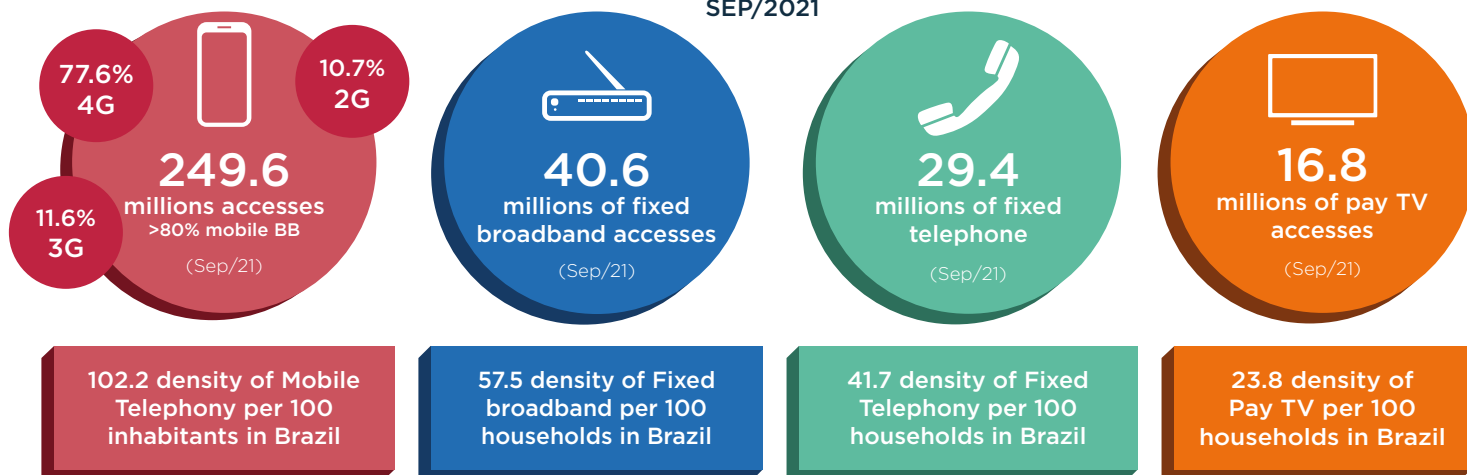 SEP/2021
77.6%
4G
10.7%
2G
11.6%
3G
249.6
millions accesses
>80% mobile BB
(Sep/21)
40.6
millions of fixed
broadband accesses
(Sep/21)
29.4
millions of fixed
telephone
(Sep/21)
16.8
millions of pay TV
accesses
(Sep/21)
102.2 density of Mobile
Telephony per 100
inhabitants in Brazil
57.5 density of Fixed
broadband per 100
households in Brazil
41.7 density of Fixed
Telephony per 100
households in Brazil
23.8 density of
Pay TV per 100
households in Brazil